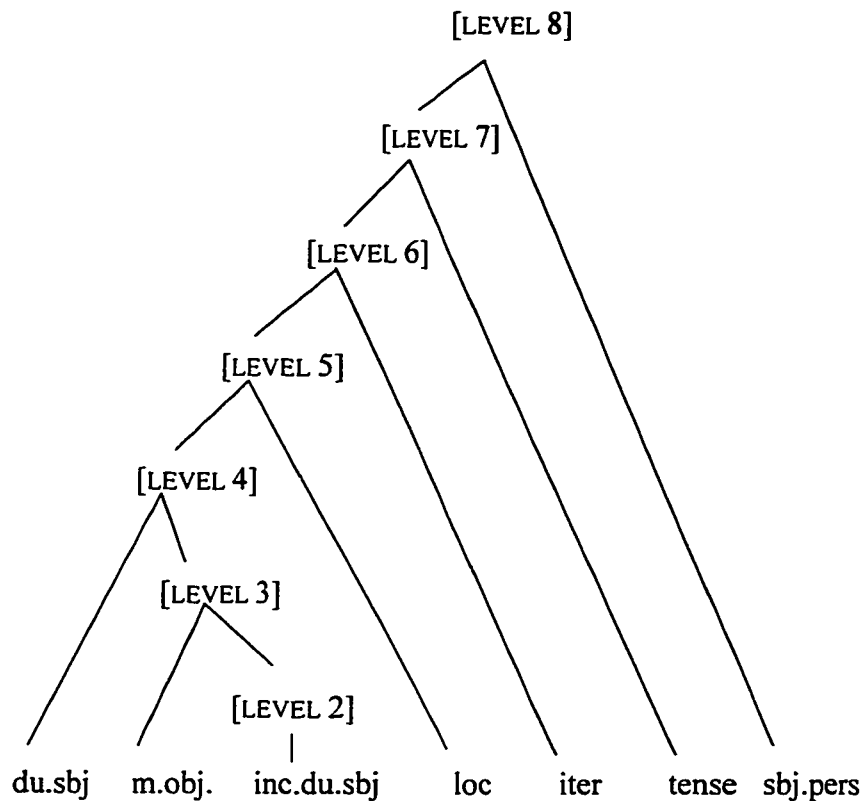 [LEVEL 8]
[LEVEL 7]
[LEVEL 6]
[LEVEL 5]
[LEVEL 4]
[LEVEL 3]
[LEVEL 2]
du.sbj m.obj. inc.du.sbj loc iter tense sbj.pers